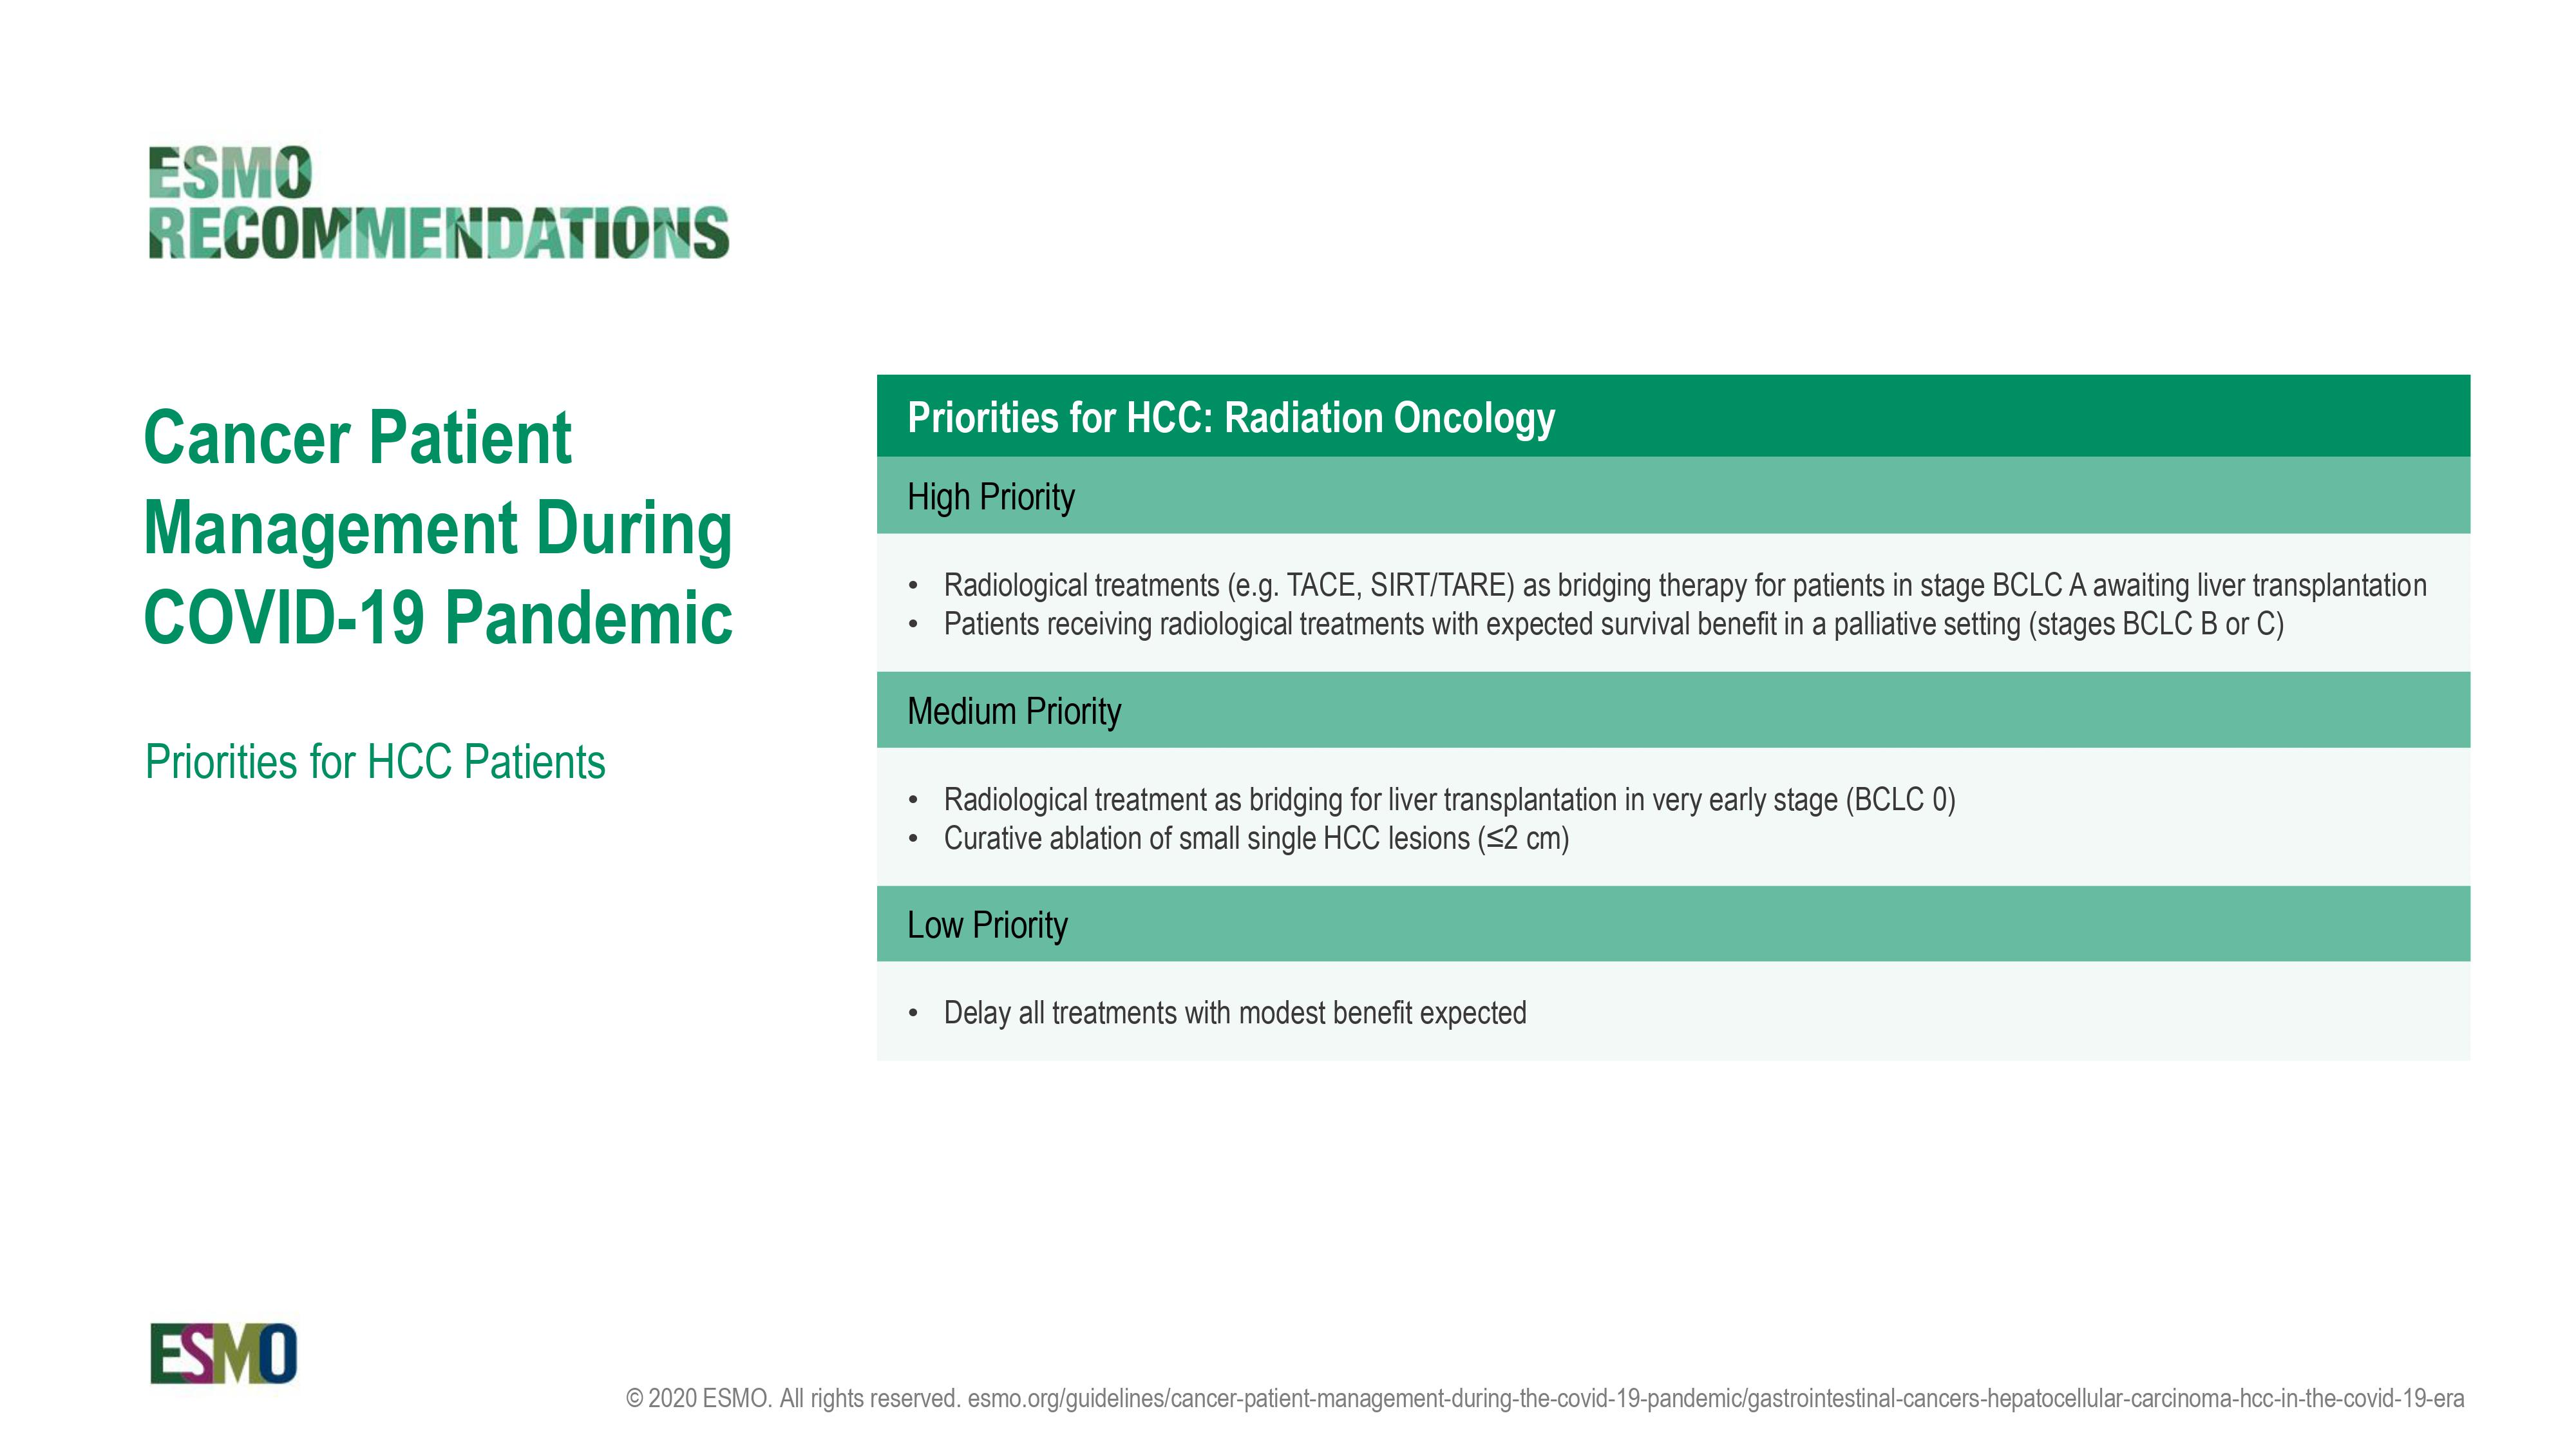 ESMO
RECOMMENDATIONS
Cancer Patient
Management During
COVID-19 Pandemic
Priorities for HCC Patients
Priorities for HCC: Radiation Oncology
High Priority
• Radiological treatments (e.g. TACE, SIRT/TARE) as bridging therapy for patients in stage BCLC A awaiting liver transplantation
• Patients receiving radiological treatments with expected survival benefit in a palliative setting (stages BCLC B or C)
Medium Priority
• Radiological treatment as bridging for liver transplantation in very early stage (BCLC 0)
• Curative ablation of small single HCC lesions (≤2 cm)
Low Priority
• Delay all treatments with modest benefit expected
ESMO
© 2020 ESMO. All rights reserved. esmo.org/guidelines/cancer-patient-management-during-the-covid-19-pandemic/gastrointestinal-cancers-hepatocellular-carcinoma-hcc-in-the-covid-19-era